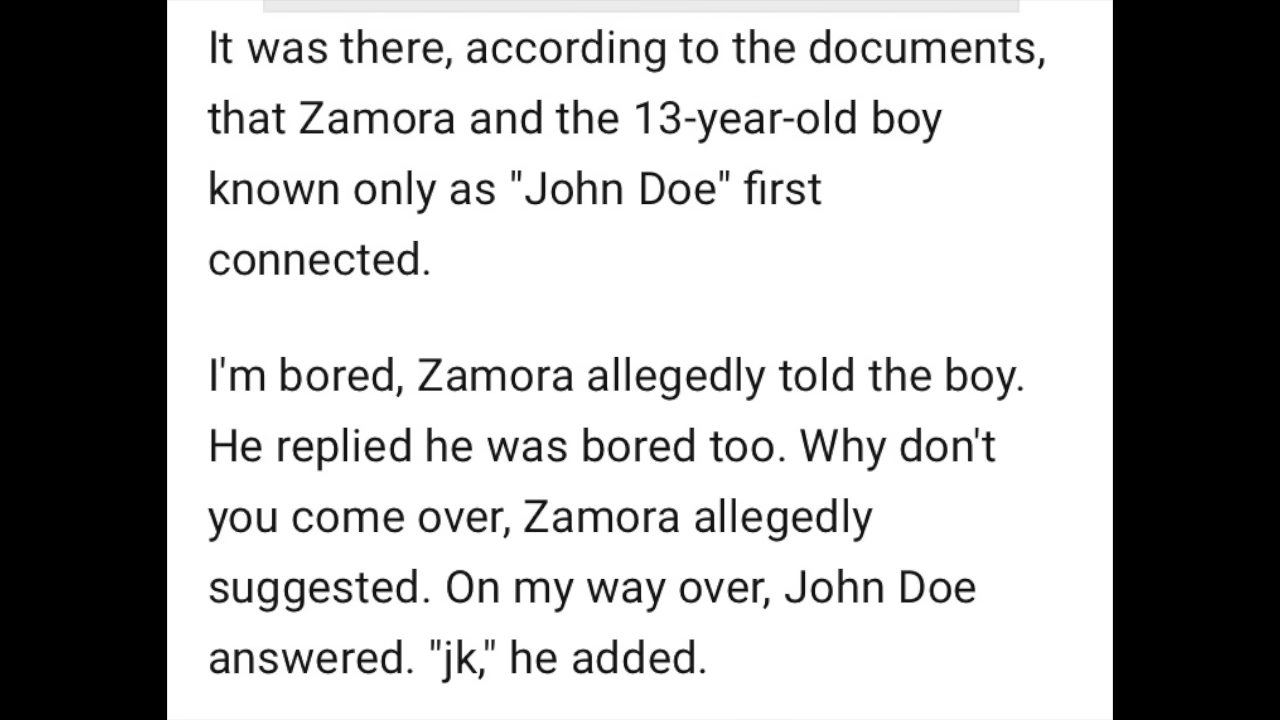 It was there, according to the documents,
that Zamora and the 13-year-old boy
known only as "John Doe" first
connected.
I'm bored, Zamora allegedly told the boy.
He replied he was bored too. Why don't
you come over, Zamora allegedly
suggested. On my way over, John Doe
answered. "jk," he added.